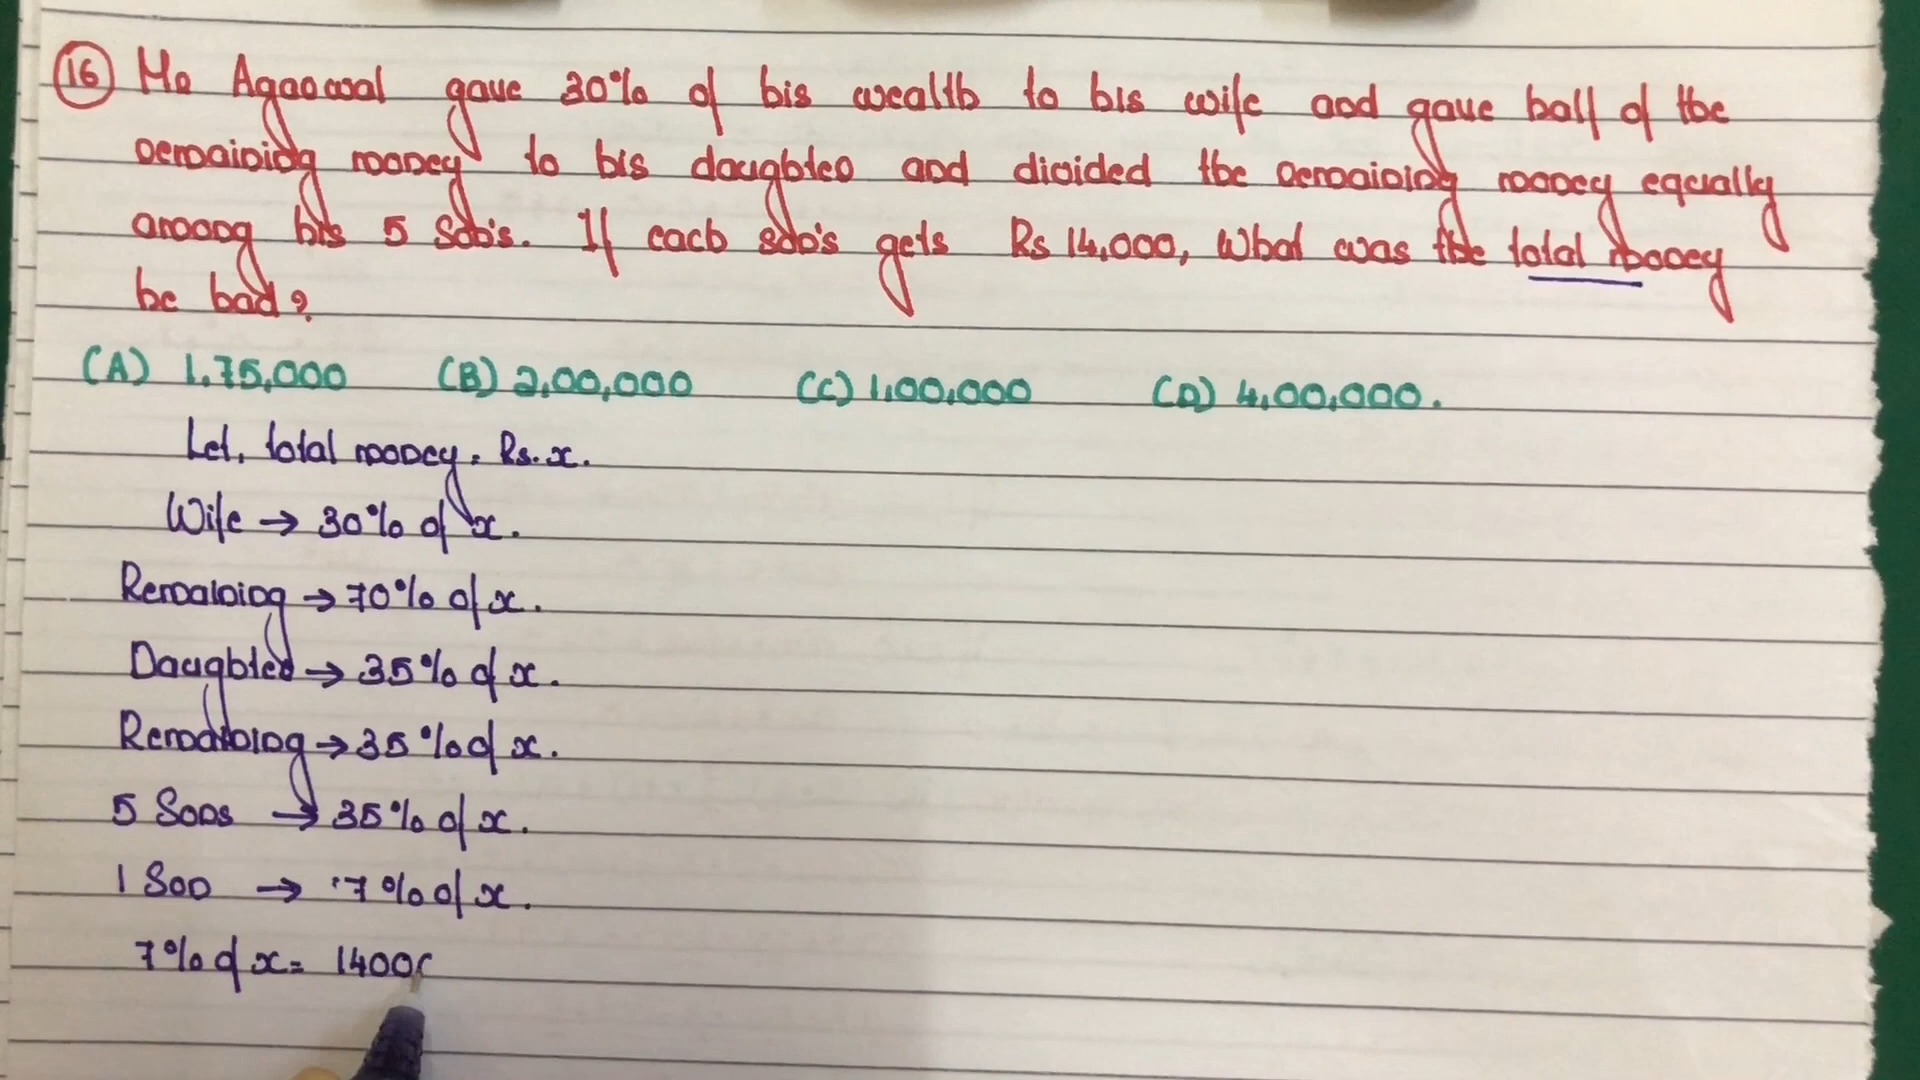 16 Mr Agarwal gave 30% of his wealth to his wife and gave half of the
remaining money to his daughter and divided the remaining money equally
among his 5 Son's. If each son's gets Rs 14,000, What was the total money
he had?
(A) 1,75,000 (B) 2,00,000 (C) 1,00,000 (D) 4,00,000.
Let, total money = Rs. x.
Wife → 30% of x.
Remaining → 70% of x.
Daughter → 35% of x.
Remaining → 35% of x.
5 Sons → 35% of x.
1 Son → 7% of x.
7% of x = 14000